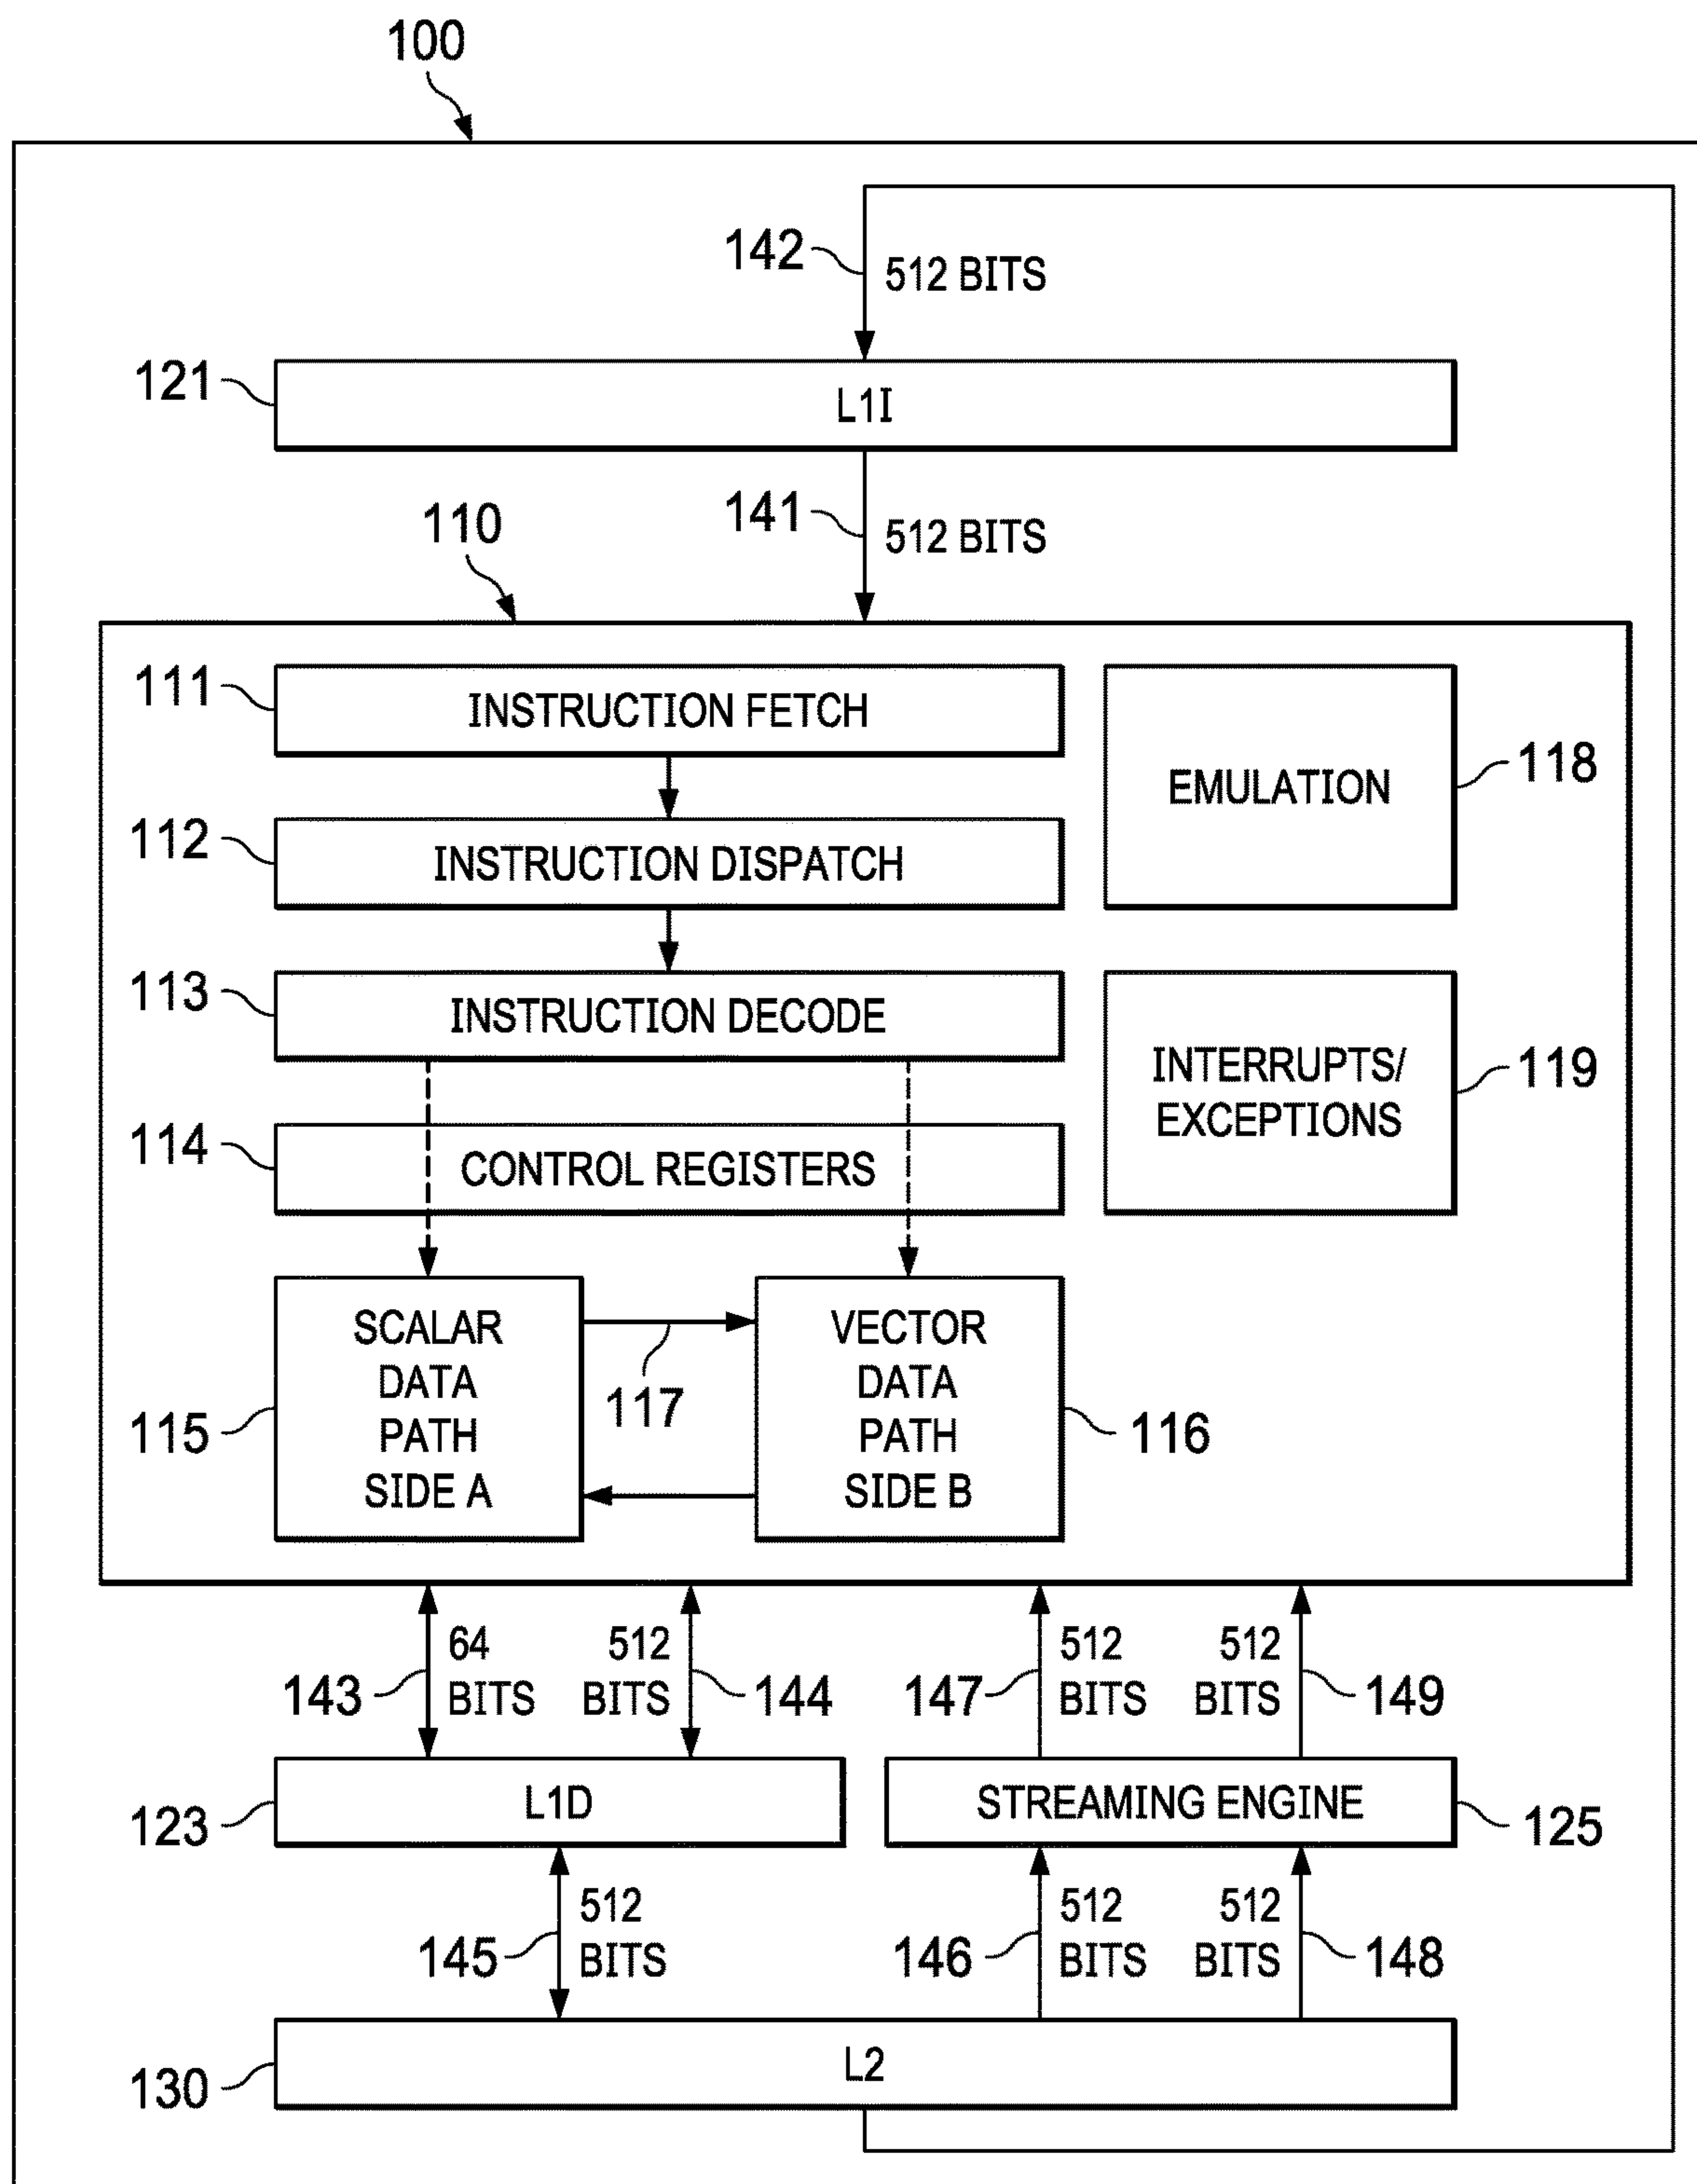 100
142
512 BITS
121
L1I
141
512 BITS
110
111
INSTRUCTION FETCH
118
EMULATION
112
INSTRUCTION DISPATCH
113
INSTRUCTION DECODE
119
INTERRUPTS/
EXCEPTIONS
114
CONTROL REGISTERS
115
SCALAR
DATA
PATH
SIDE A
117
VECTOR
DATA
PATH
SIDE B
116
143
64
BITS
512
BITS
144
147
512
BITS
512
BITS
149
123
L1D
STREAMING ENGINE
125
145
512
BITS
146
512
BITS
512
BITS
148
130
L2